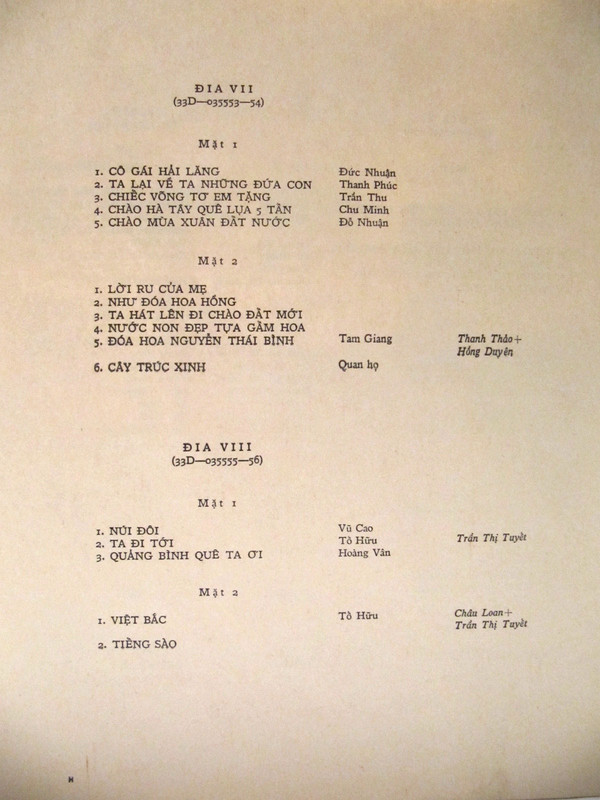 ĐIA VII
(33D—035553—54)
Mặt 1
1. CÔ GÁI HẢI LĂNG Đức Nhuận
2. TA LẠI VỀ TA NHỮNG ĐỨA CON Thanh Phúc
3. CHIẾC VÕNG TƠ EM TẶNG Trần Thu
4. CHÀO HÀ TÂY QUÊ LỤA 5 TẤN Chu Minh
5. CHÀO MÙA XUÂN ĐẤT NƯỚC Đỗ Nhuận
Mặt 2
1. LỜI RU CỦA MẸ
2. NHƯ ĐÓA HOA HỒNG
3. TA HÁT LÊN ĐI CHÀO ĐẤT MỚI
4. NƯỚC NON ĐẸP TỰA GẤM HOA
5. ĐÓA HOA NGUYỄN THÁI BÌNH Tam Giang Thanh Thảo+
Hồng Duyên
6. CÂY TRÚC XINH Quan họ
ĐIA VIII
(33D—035555—56)
Mặt 1
1. NÚI ĐÔI Vũ Cao
2. TA ĐI TỚI Tố Hữu Trần Thị Tuyết
3. QUẢNG BÌNH QUÊ TA ƠI Hoàng Vân
Mặt 2
1. VIỆT BẮC Tố Hữu Châu Loan+
Trần Thị Tuyết
2. TIẾNG SÀO
H